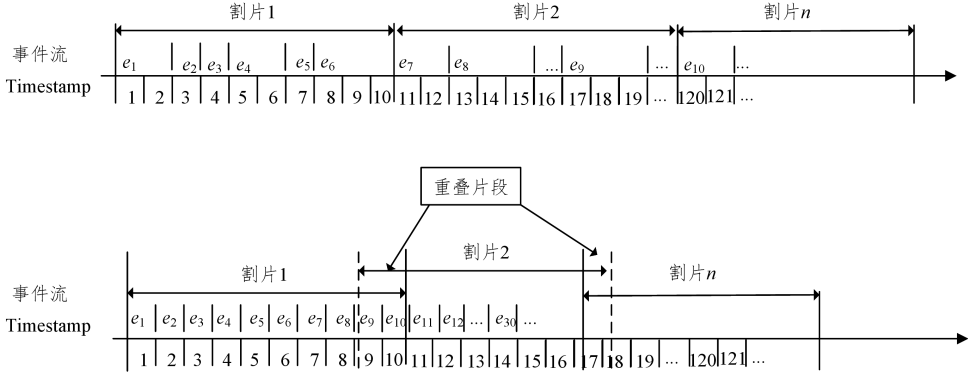 割片1 割片2 割片n
事件流 e1 e2 e3 e4 e5 e6 e7 e8 ... e9 ... e10 ...
Timestamp 1 2 3 4 5 6 7 8 9 10 11 12 13 14 15 16 17 18 19 ... 120 121 ...
重叠片段
割片1 割片2 割片n
事件流
Timestamp e1 e2 e3 e4 e5 e6 e7 e8 e9 e10 e11 e12 ... e30 ...
1 2 3 4 5 6 7 8 9 10 11 12 13 14 15 16 17 18 19 ... 120 121 ...